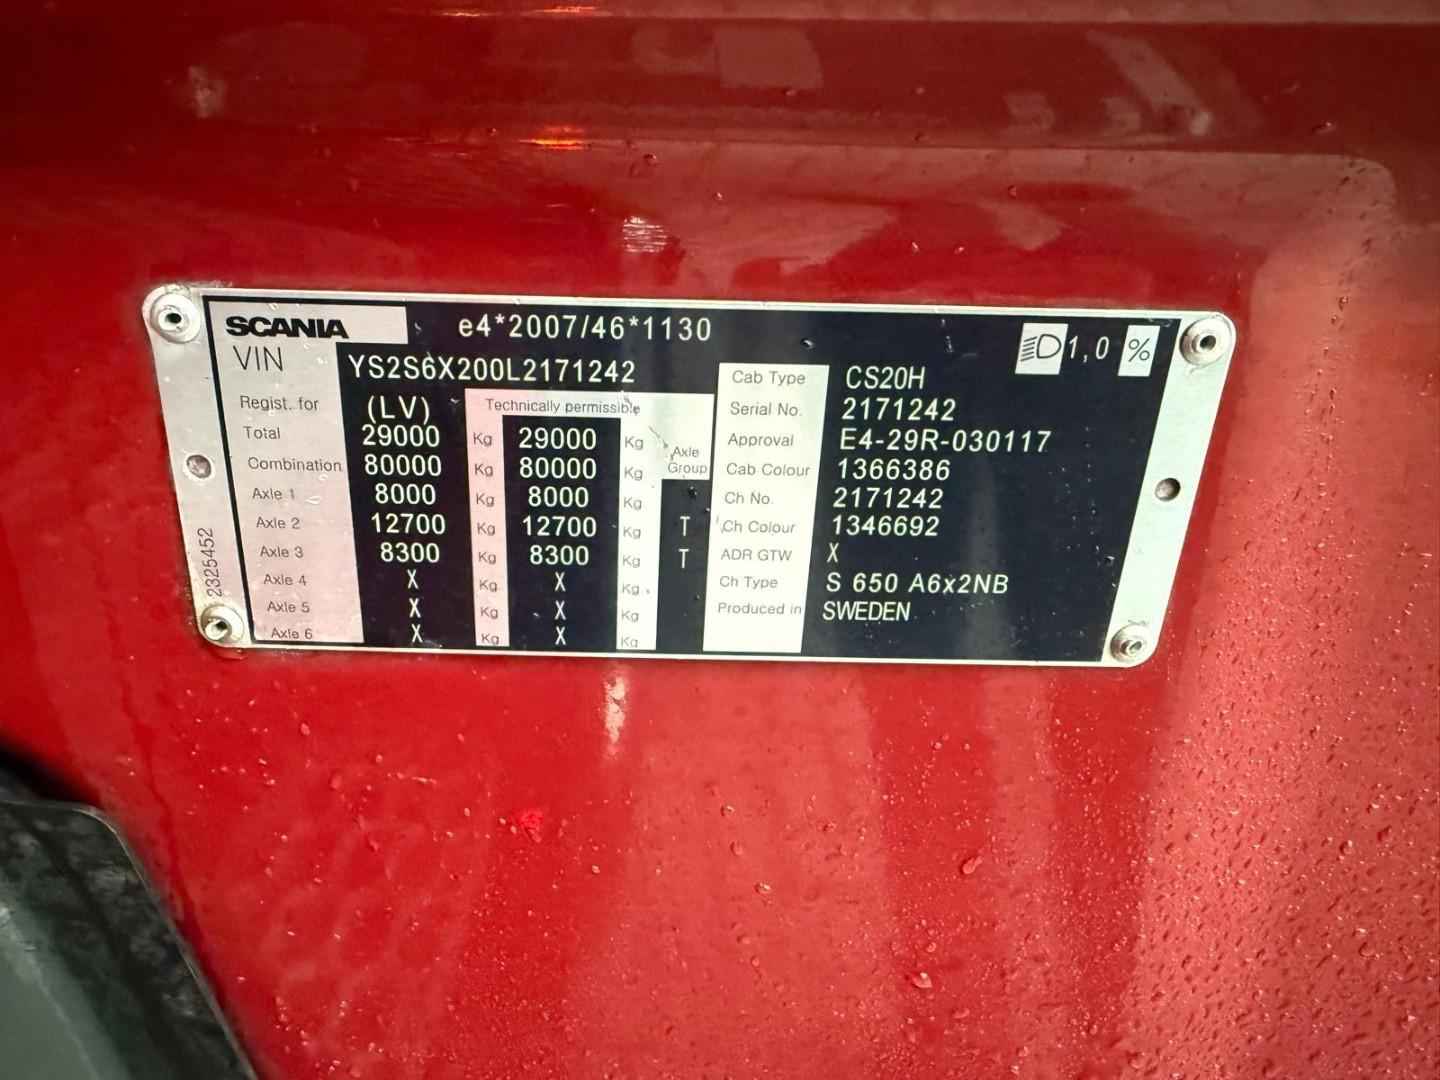 SCANIA e4*2007/46*1130
VIN YS2S6X200L2171242 1,0 %
Regist. for (LV) Technically permissible
Total 29000 Kg 29000 Kg
Combination 80000 Kg 80000 Kg Axle Group
Axle 1 8000 Kg 8000 Kg
Axle 2 12700 Kg 12700 Kg T
Axle 3 8300 Kg 8300 Kg T
Axle 4 X Kg X Kg
Axle 5 X Kg X Kg
Axle 6 X Kg X Kg
Cab Type CS20H
Serial No. 2171242
Approval E4-29R-030117
Cab Colour 1366386
Ch No. 2171242
Ch Colour 1346692
ADR GTW X
Ch Type S 650 A6x2NB
Produced in SWEDEN
2325452